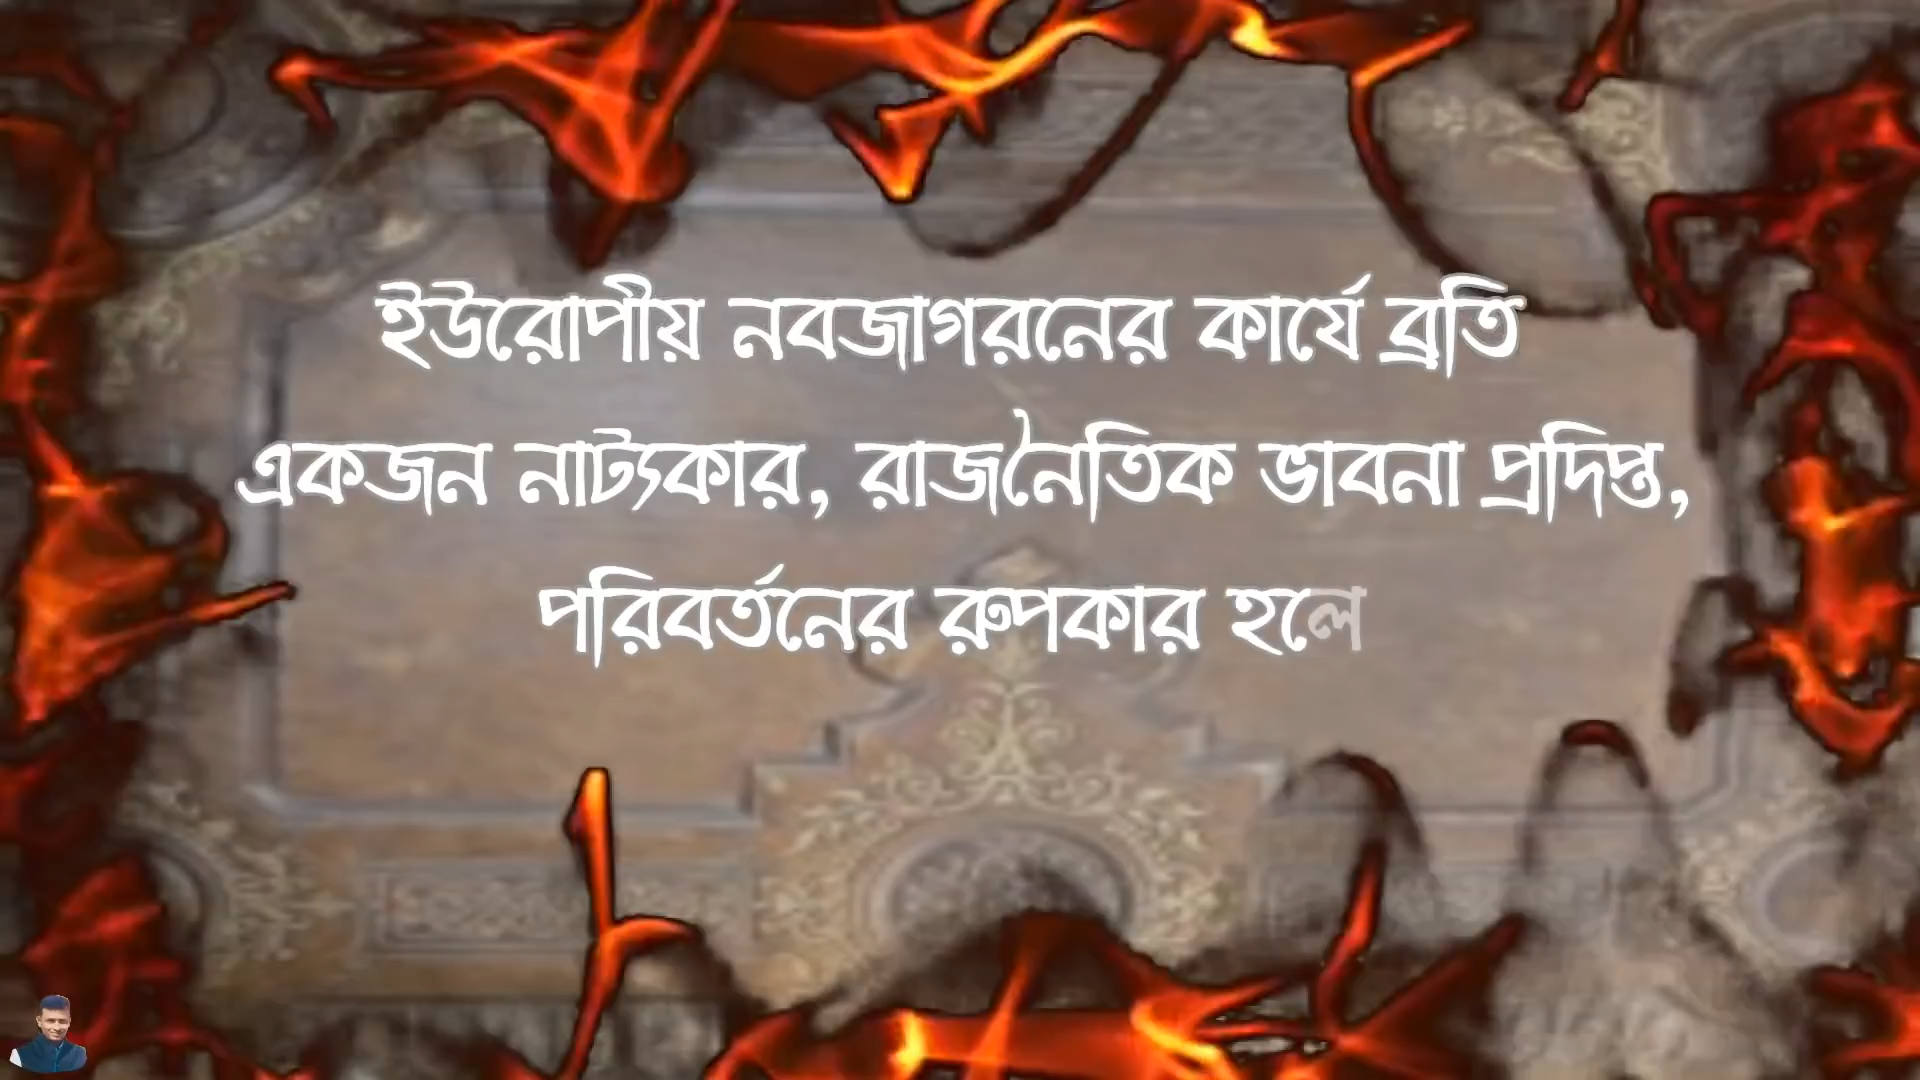 ইউরোপীয় নবজাগরনের কার্যে ব্রতি
একজন নাট্যকার, রাজনৈতিক ভাবনা প্রদিপ্ত,
পরিবর্তনের রুপকার হলে